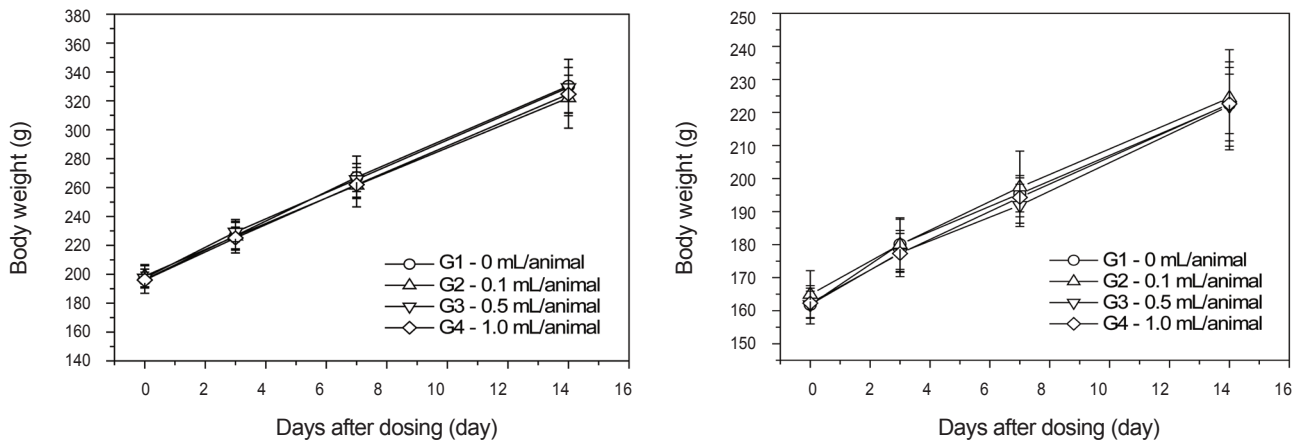 380
360
340
320
300
280
260
240
220
200
180
160
140
Body weight (g)
0 2 4 6 8 10 12 14 16
Days after dosing (day)
G1 - 0 mL/animal
G2 - 0.1 mL/animal
G3 - 0.5 mL/animal
G4 - 1.0 mL/animal
250
240
230
220
210
200
190
180
170
160
150
Body weight (g)
0 2 4 6 8 10 12 14 16
Days after dosing (day)
G1 - 0 mL/animal
G2 - 0.1 mL/animal
G3 - 0.5 mL/animal
G4 - 1.0 mL/animal